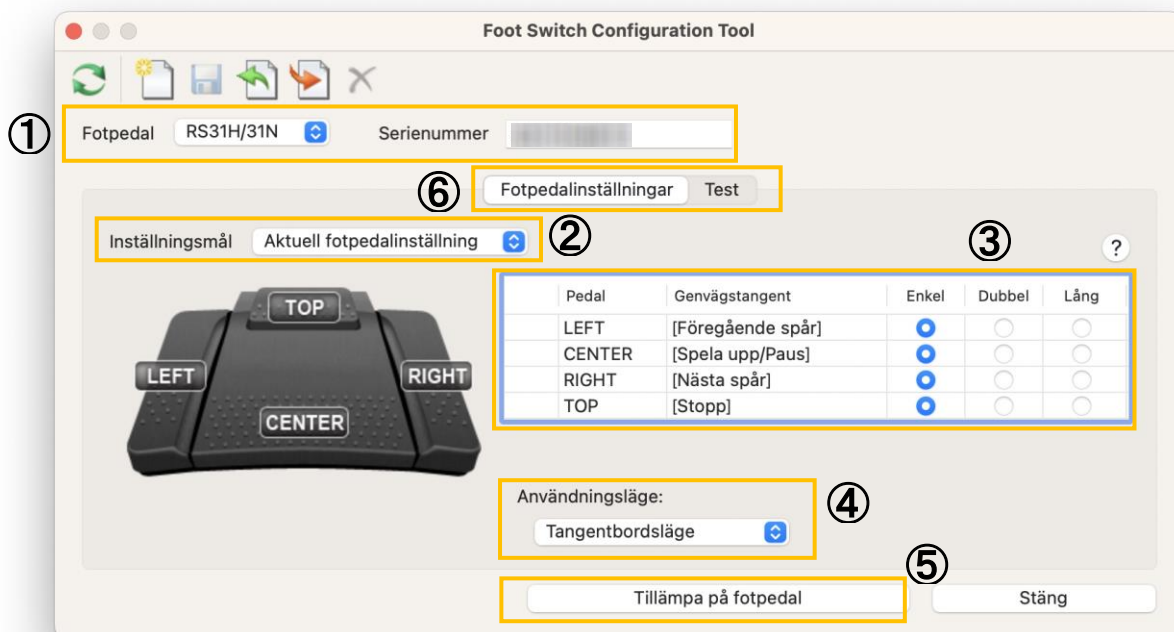 Foot Switch Configuration Tool
① Fotpedal RS31H/31N Serienummer
⑥ Fotpedalinställningar Test
Inställningsmål Aktuell fotpedalinställning ② ③ ?
TOP
LEFT
RIGHT
CENTER
Pedal Genvägstangent Enkel Dubbel Lång
LEFT [Föregående spår]
CENTER [Spela upp/Paus]
RIGHT [Nästa spår]
TOP [Stopp]
Användningsläge: ④
Tangentbordsläge
⑤
Tillämpa på fotpedal Stäng